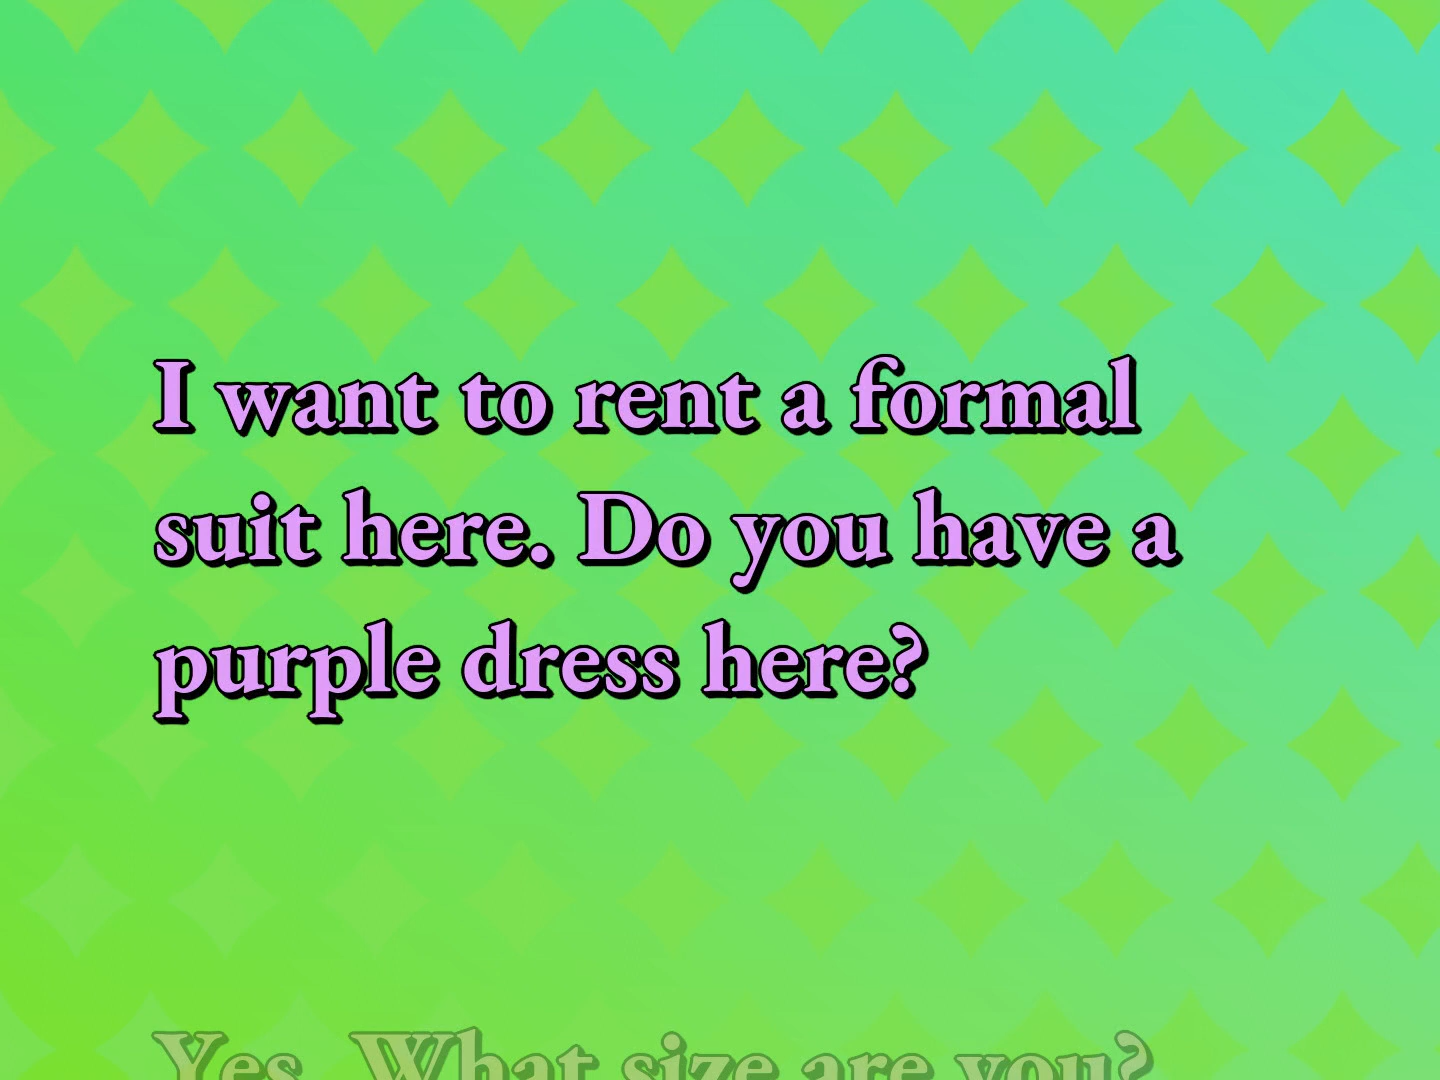 I want to rent a formal
suit here. Do you have a
purple dress here?
Yes. What size are you?